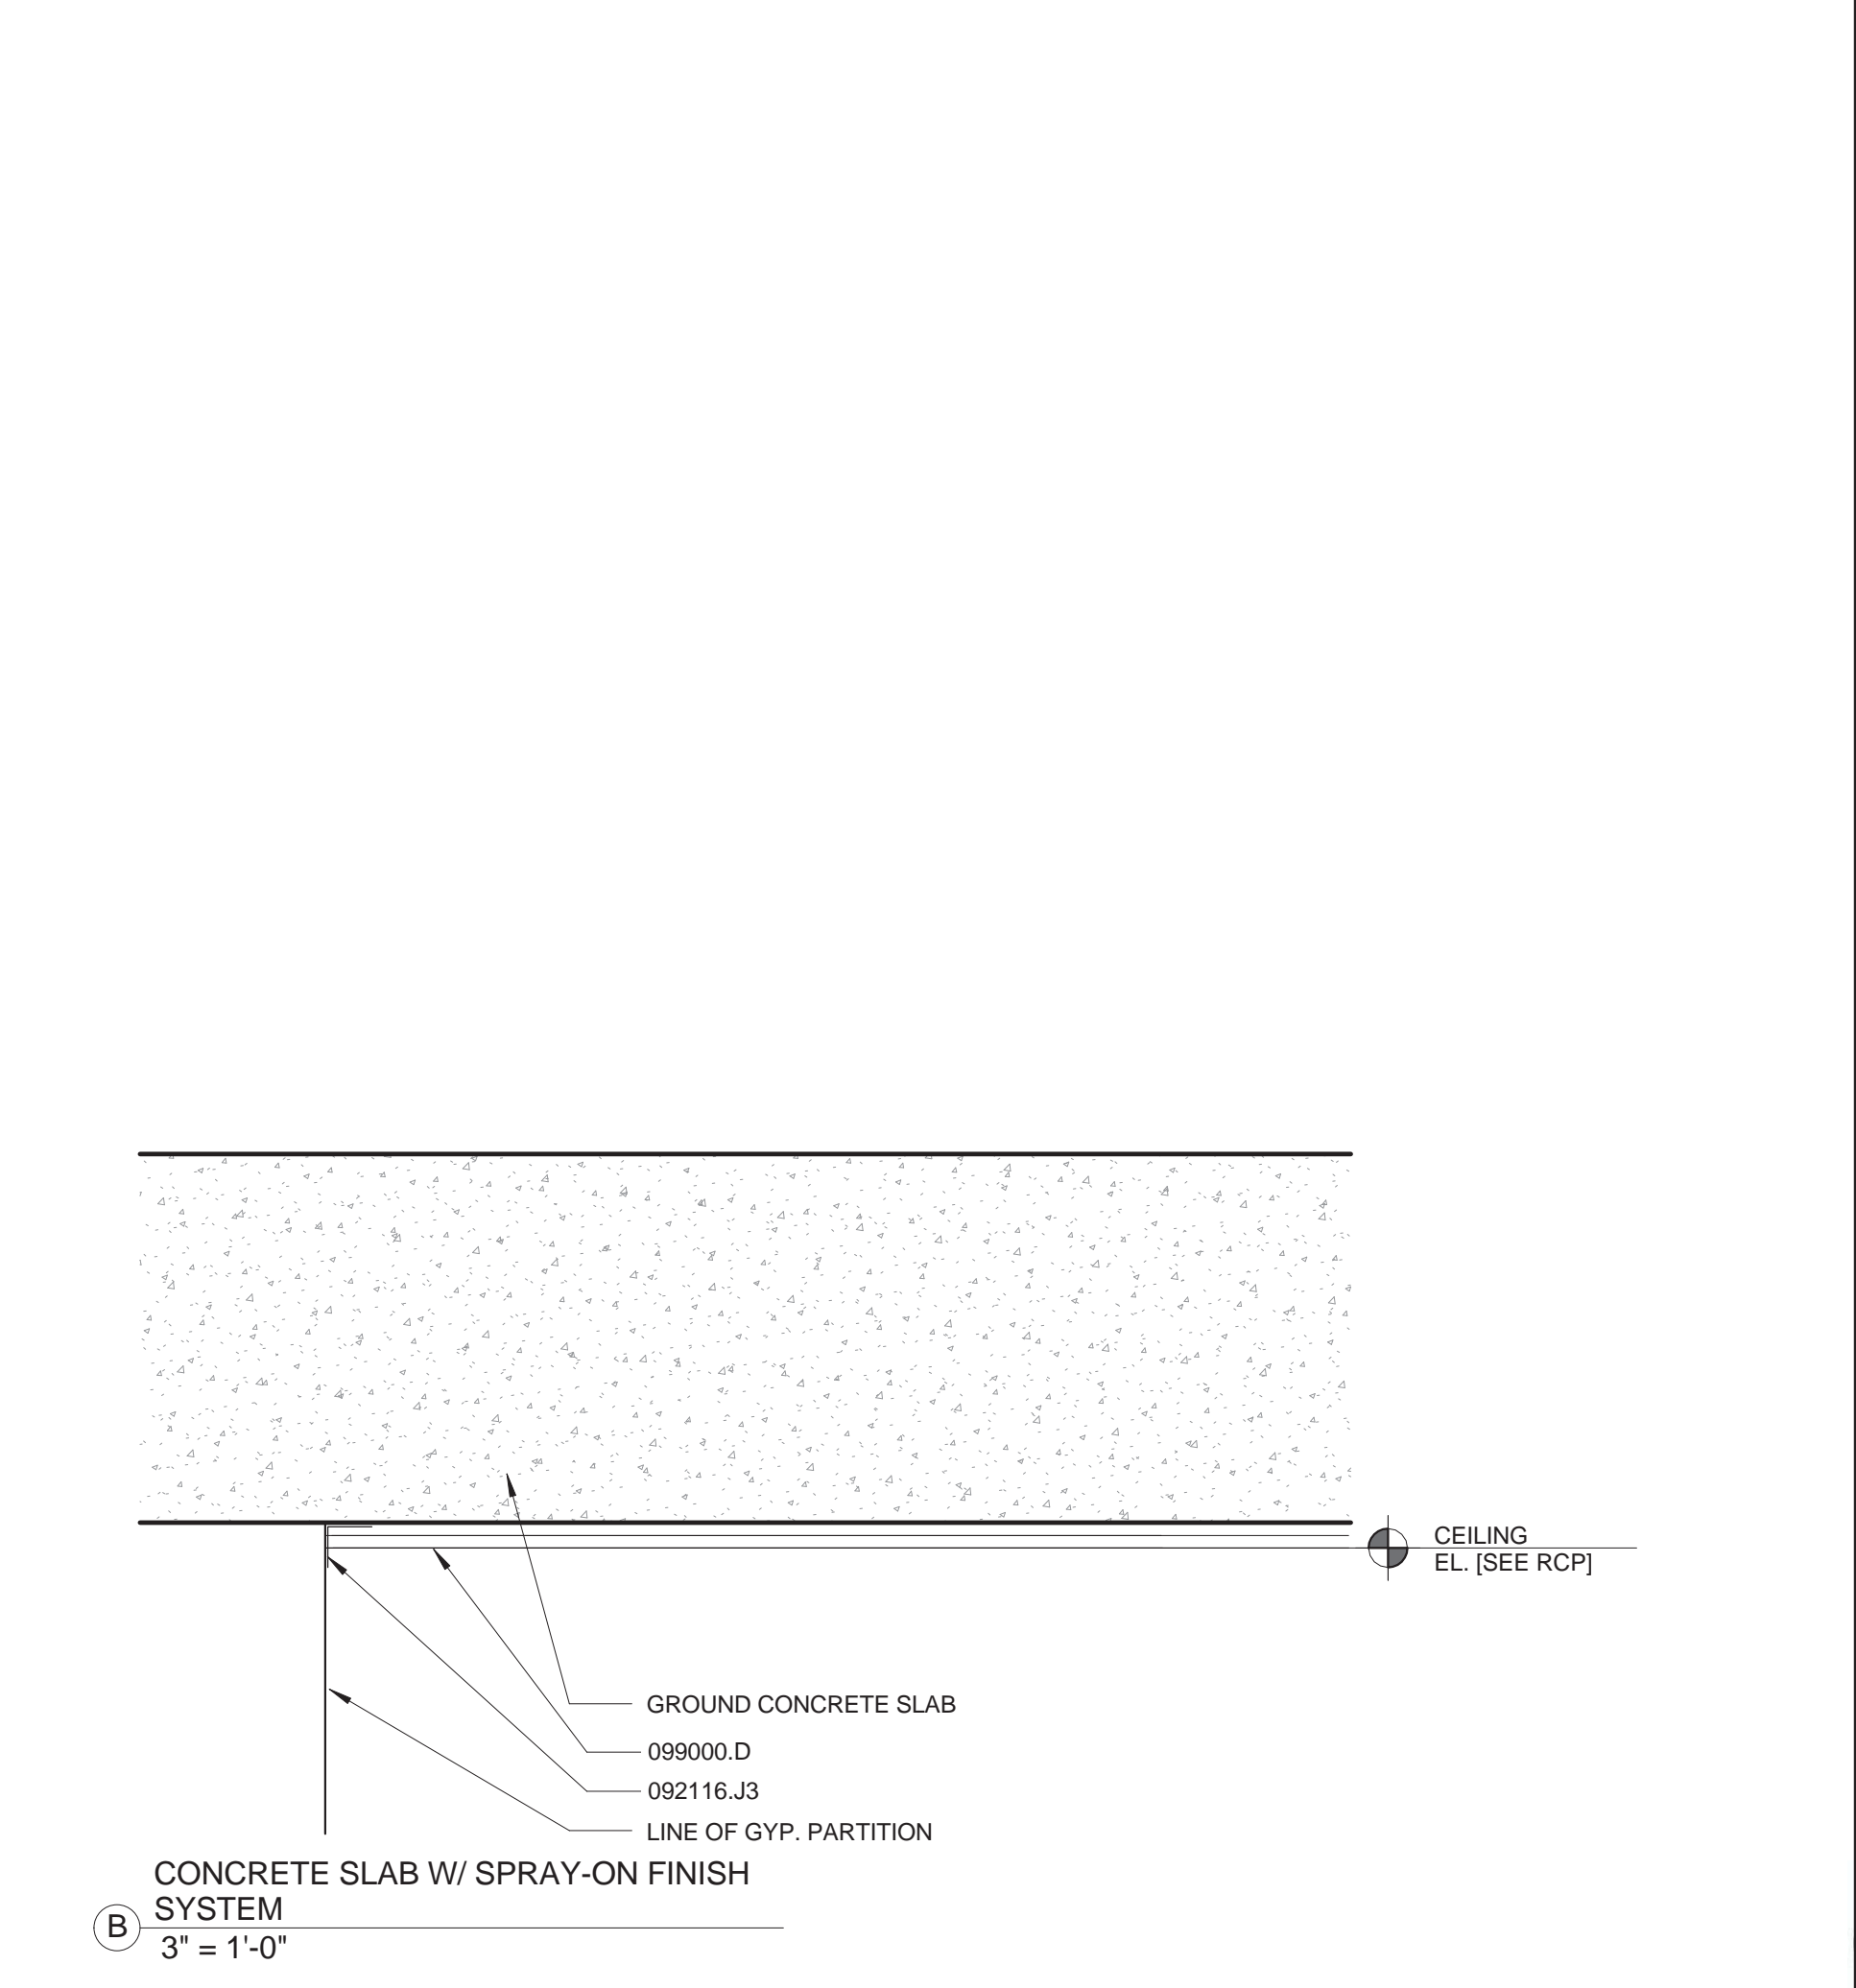 CEILING
EL. [SEE RCP]
GROUND CONCRETE SLAB
099000.D
092116.J3
LINE OF GYP. PARTITION
CONCRETE SLAB W/ SPRAY-ON FINISH
SYSTEM
B
3" = 1'-0"